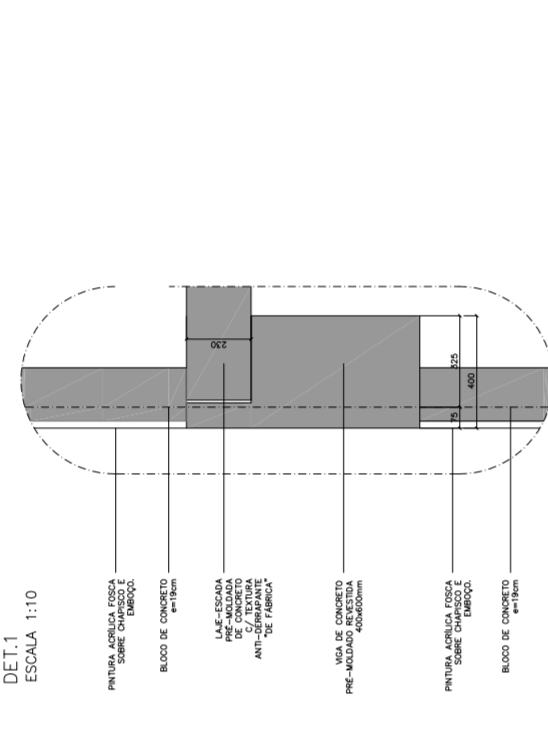 DET.1
ESCALA 1:10
PINTURA ACRÍLICA FOSCA
SOBRE CHAPISCO E
EMBOÇO.
BLOCO DE CONCRETO
e=19cm
LAJE-ESCADA
PRÉ-MOLDADA
DE CONCRETO
C/ TEXTURA
ANTI-DERRAPANTE
"DE FÁBRICA"
VIGA DE CONCRETO
PRÉ-MOLDADO REVESTIDA
400x600mm
PINTURA ACRÍLICA FOSCA
SOBRE CHAPISCO E
EMBOÇO.
BLOCO DE CONCRETO
e=19cm
230
75
325
400